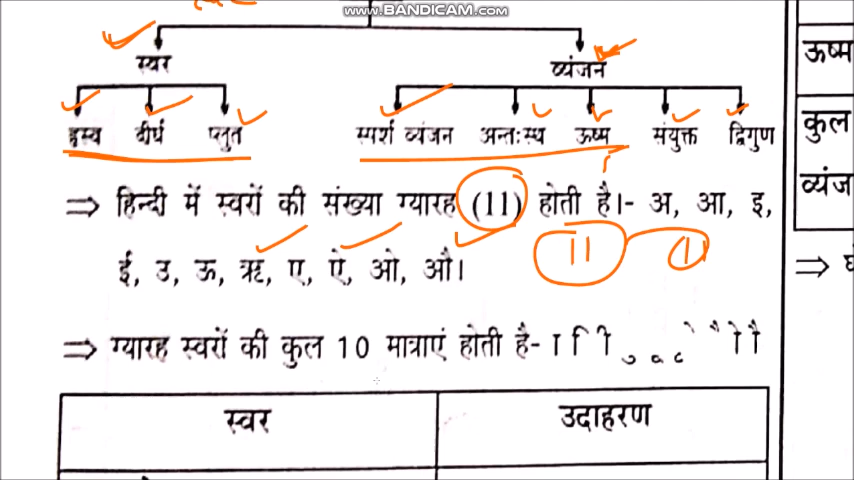 www.BANDICAM.com
स्वर व्यंजन
ह्रस्व दीर्घ प्लुत स्पर्श व्यंजन अन्तःस्थ ऊष्म संयुक्त द्विगुण
⇒ हिन्दी में स्वरों की संख्या ग्यारह (11) होती है।- अ, आ, इ,
ई, उ, ऊ, ऋ, ए, ऐ, ओ, औ।
11 11
⇒ ग्यारह स्वरों की कुल 10 मात्राएं होती है- ा ि ी ु ू ृ े ै ो ौ
स्वर उदाहरण
ऊष्म
कुल
व्यंज
⇒